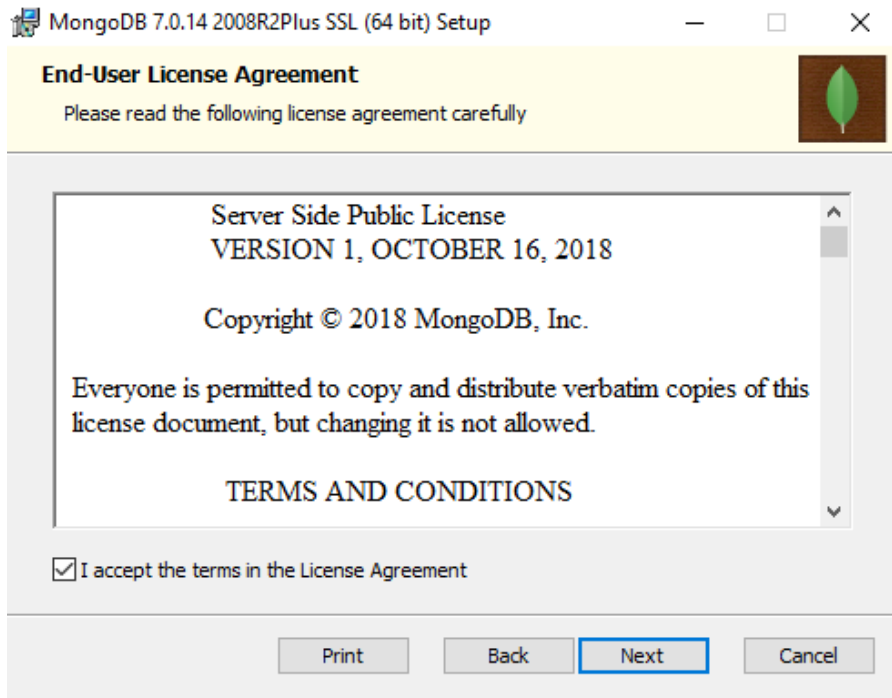 MongoDB 7.0.14 2008R2Plus SSL (64 bit) Setup
End-User License Agreement
Please read the following license agreement carefully
Server Side Public License
VERSION 1, OCTOBER 16, 2018
Copyright © 2018 MongoDB, Inc.
Everyone is permitted to copy and distribute verbatim copies of this
license document, but changing it is not allowed.
TERMS AND CONDITIONS
I accept the terms in the License Agreement
Print Back Next Cancel